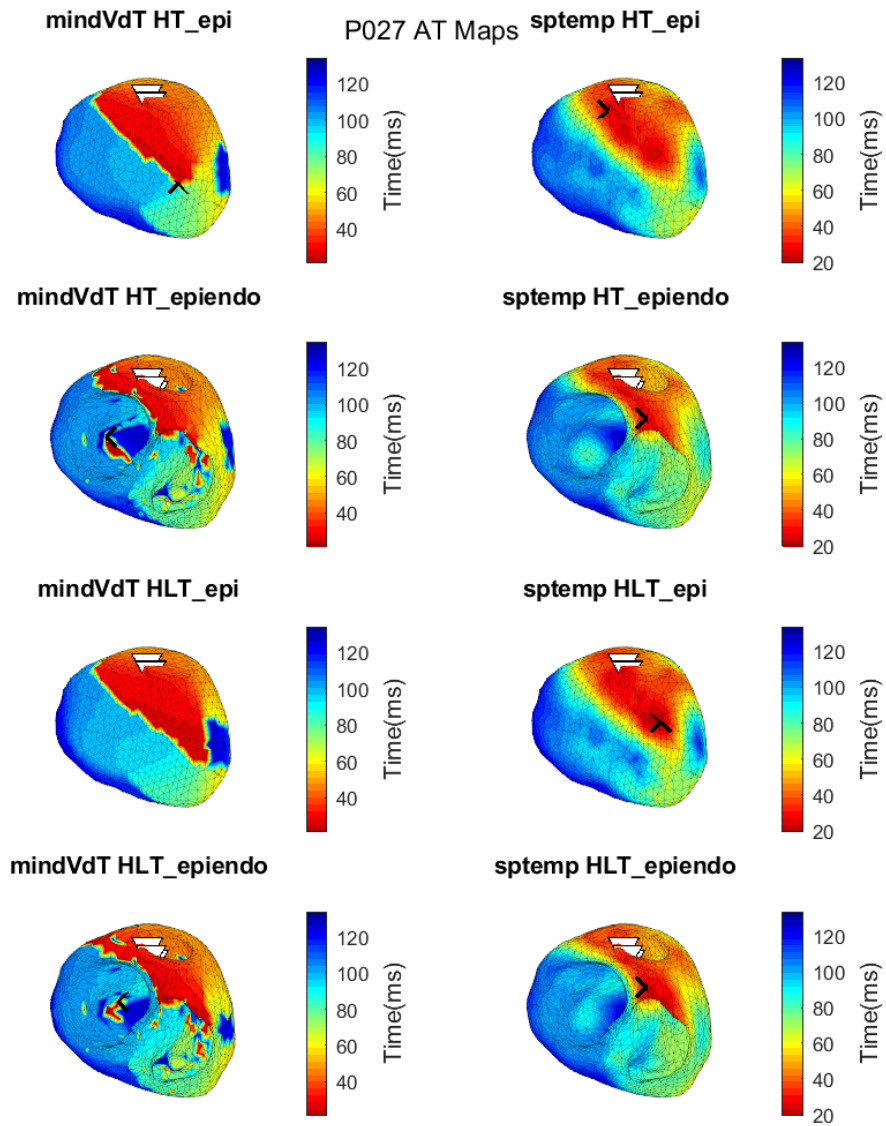 mindVdT HT_epi
P027 AT Maps
sptemp HT_epi
120
100
80
60
40
Time(ms)
120
100
80
60
40
20
Time(ms)
mindVdT HT_epiendo
sptemp HT_epiendo
120
100
80
60
40
Time(ms)
120
100
80
60
40
20
Time(ms)
mindVdT HLT_epi
sptemp HLT_epi
120
100
80
60
40
Time(ms)
120
100
80
60
40
20
Time(ms)
mindVdT HLT_epiendo
sptemp HLT_epiendo
120
100
80
60
40
Time(ms)
120
100
80
60
40
20
Time(ms)